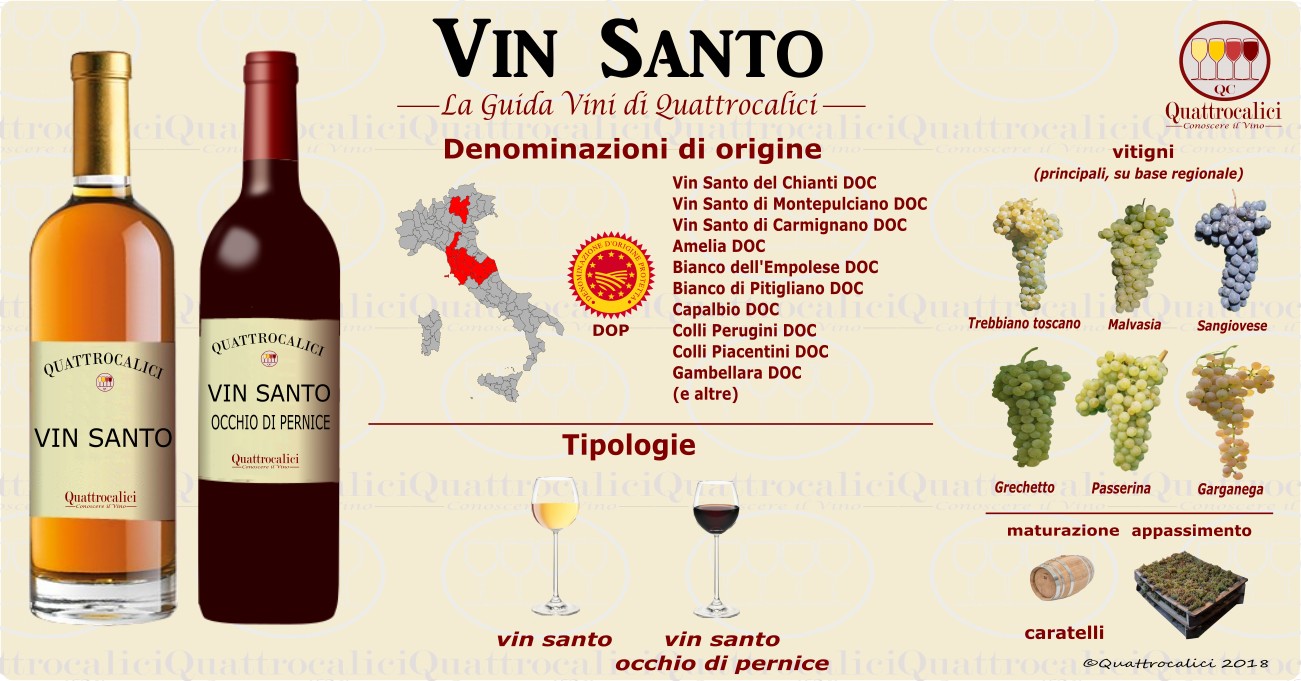 VIN SANTO
La Guida Vini di Quattrocalici
QC
Quattrocalici
Conoscere il Vino
QUATTROCALICI
VIN SANTO
Quattrocalici
Conoscere il Vino
QUATTROCALICI
VIN SANTO
OCCHIO DI PERNICE
Quattrocalici
Conoscere il Vino
Denominazioni di origine
DENOMINAZIONE D'ORIGINE PROTETTA
DOP
Vin Santo del Chianti DOC
Vin Santo di Montepulciano DOC
Vin Santo di Carmignano DOC
Amelia DOC
Bianco dell'Empolese DOC
Bianco di Pitigliano DOC
Capalbio DOC
Colli Perugini DOC
Colli Piacentini DOC
Gambellara DOC
(e altre)
Tipologie
vin santo
vin santo
occhio di pernice
vitigni
(principali, su base regionale)
Trebbiano toscano
Malvasia
Sangiovese
Grechetto
Passerina
Garganega
maturazione
appassimento
caratelli
©Quattrocalici 2018